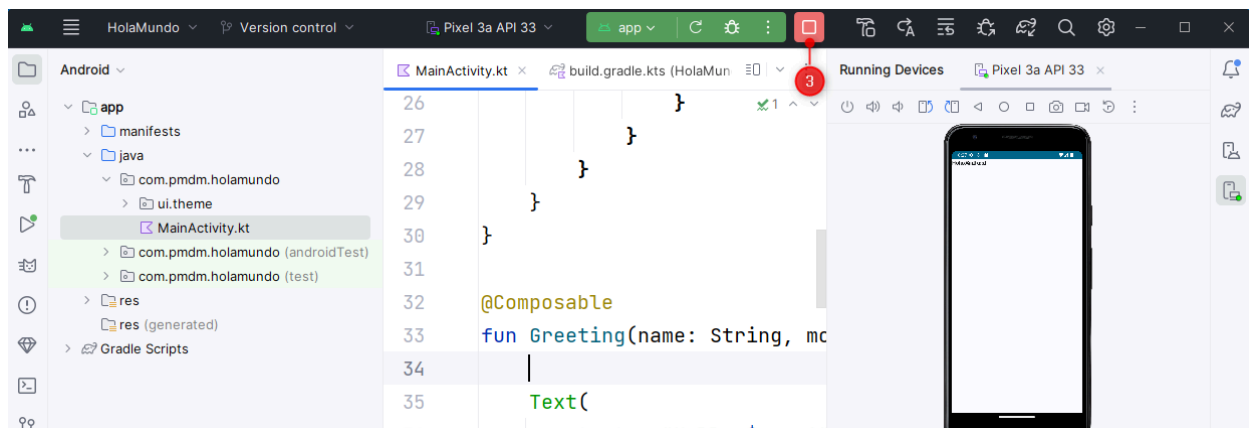 HolaMundo Version control Pixel 3a API 33 app
Android
MainActivity.kt build.gradle.kts (HolaMun
3
Running Devices Pixel 3a API 33
app
manifests
java
com.pmdm.holamundo
ui.theme
MainActivity.kt
com.pmdm.holamundo (androidTest)
com.pmdm.holamundo (test)
res
res (generated)
Gradle Scripts
1
26 }
27 }
28 }
29 }
30 }
31
32 @Composable
33 fun Greeting(name: String, mo
34
35 Text(